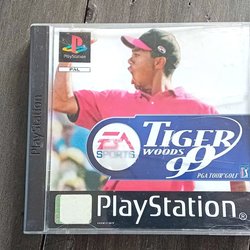 PlayStation
PAL
PlayStation
EA
SPORTS
TIGER
WOODS
99
PGA TOUR GOLF
PlayStation